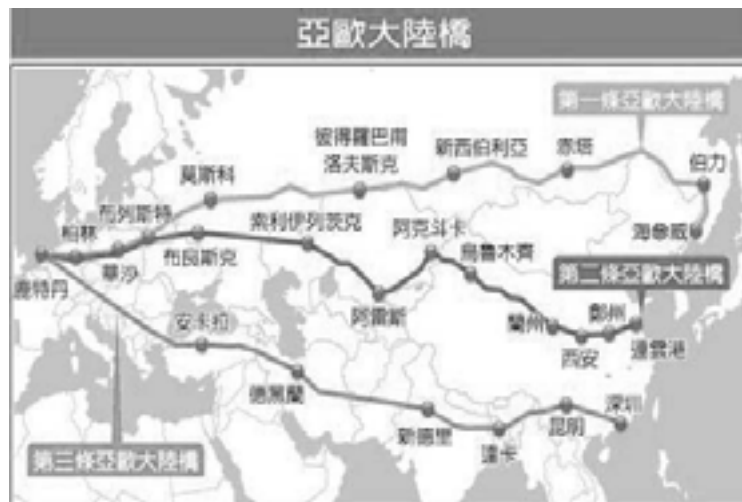 亞歐大陸橋
第一條亞歐大陸橋
彼得羅巴甫
洛夫斯克
新西伯利亞
赤塔
伯力
莫斯科
海參威
布列斯特
索利伊列茨克
阿克斗卡
柏林
烏魯木齊
華沙
布良斯克
第二條亞歐大陸橋
鹿特丹
阿雷斯
蘭州
鄭州
安卡拉
西安
連雲港
德黑蘭
深圳
新德里
達卡
昆明
第三條亞歐大陸橋